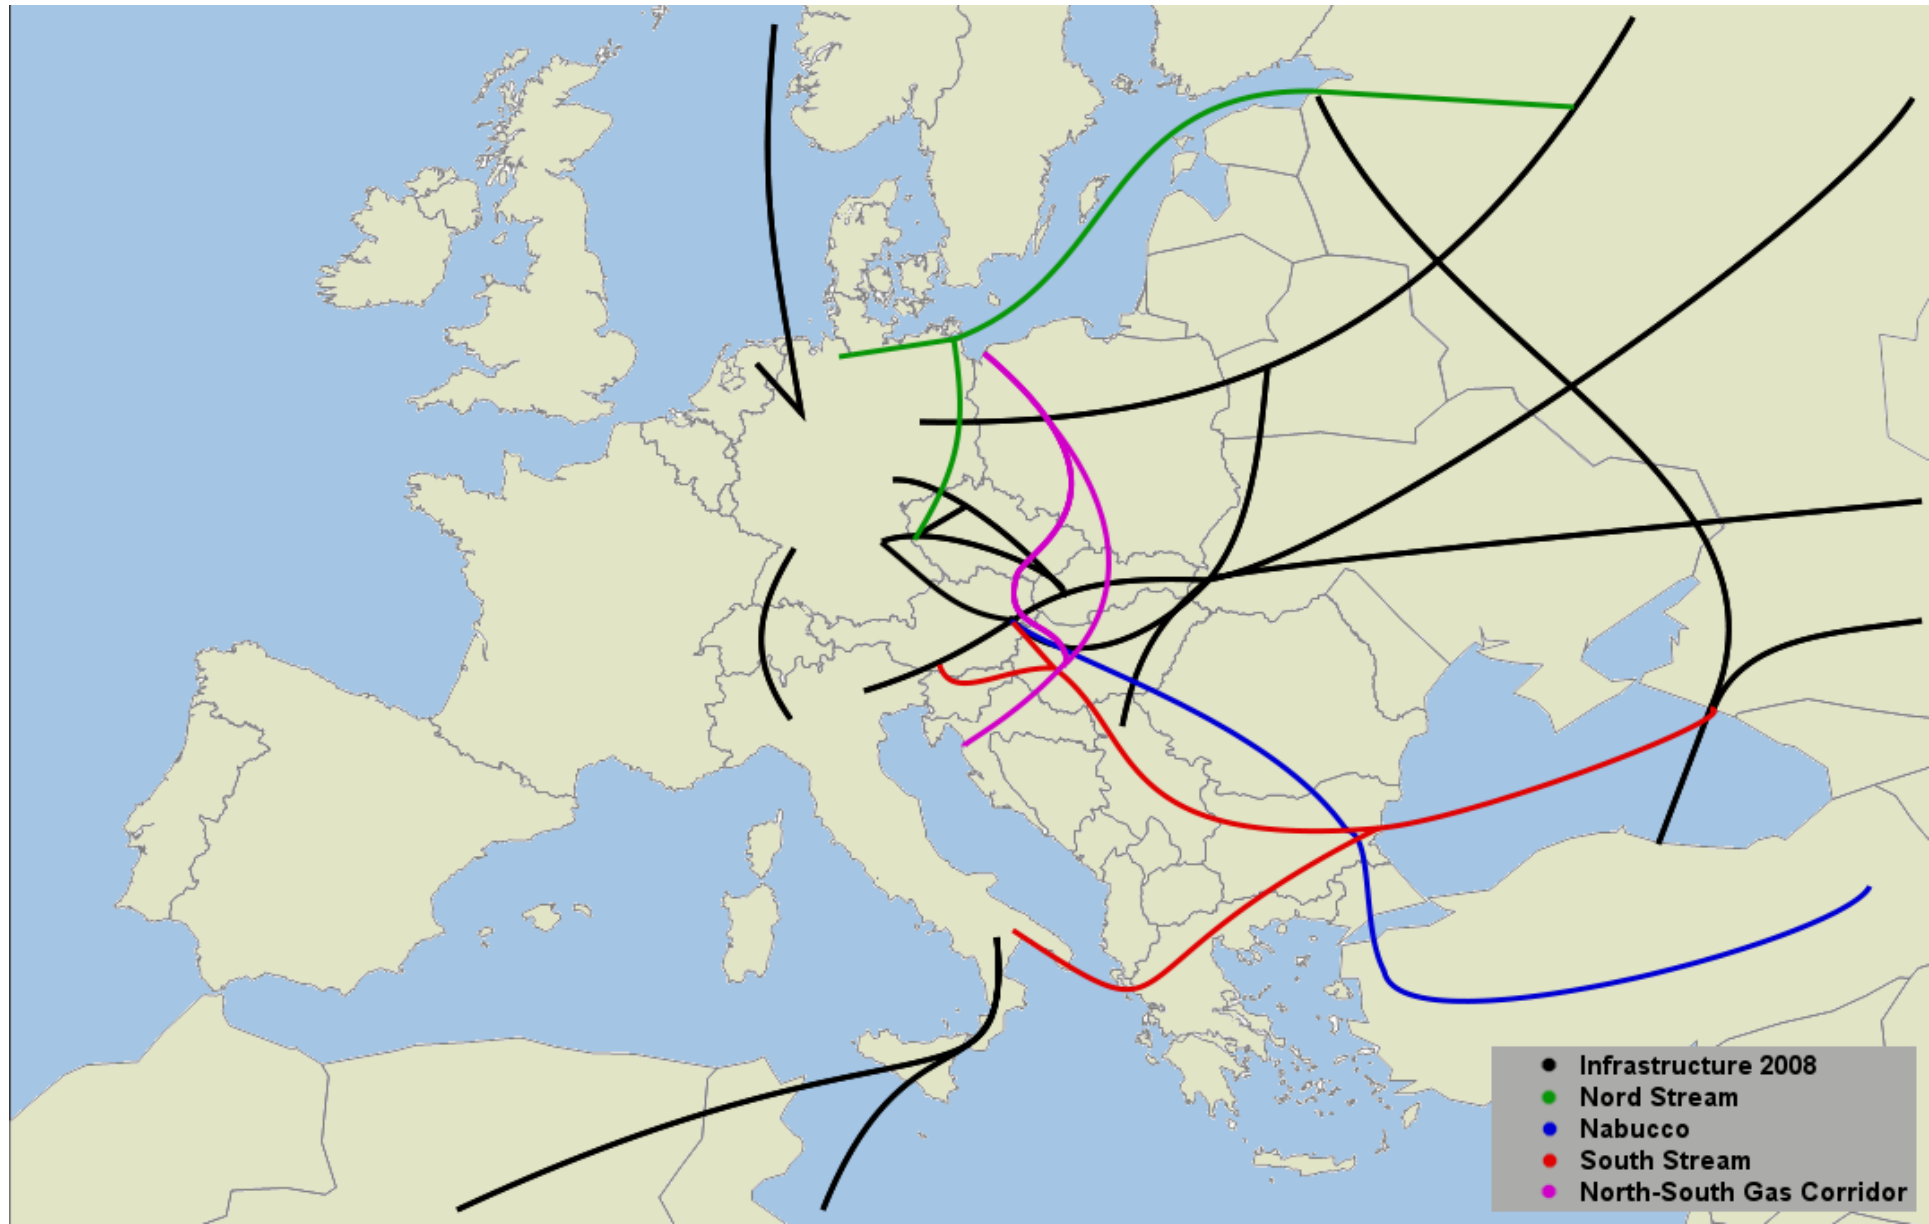 Infrastructure 2008
Nord Stream
Nabucco
South Stream
North-South Gas Corridor